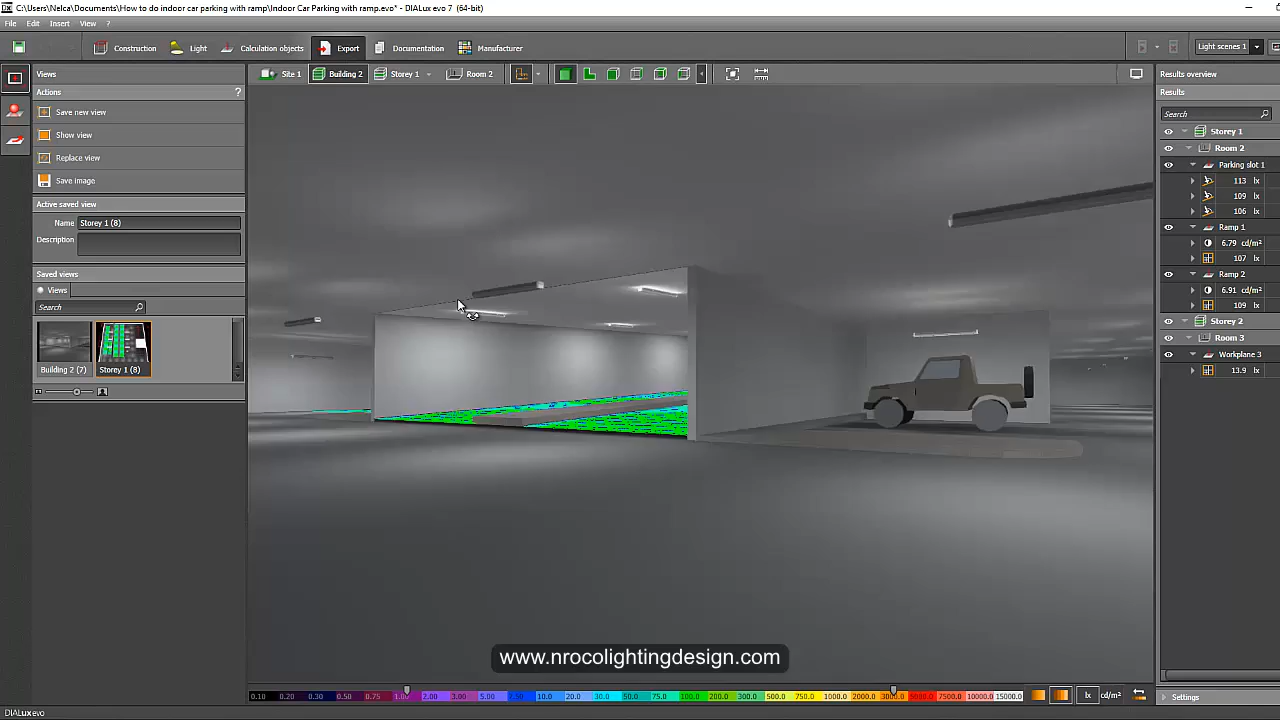 C:\Users\Nelca\Documents\How to do indoor car parking with ramp\Indoor Car Parking with ramp.evo* - DIALux evo 7 (64-bit)
File Edit Insert View ?
Construction Light Calculation objects Export Documentation Manufacturer Light scenes 1
Views Site 1 Building 2 Storey 1 Room 2 Results overview
Actions ? Results
Save new view Search
Show view Storey 1
Replace view Room 2
Save image Parking slot 1
113 lx
109 lx
106 lx
Active saved view
Name Storey 1 (8)
Description
Ramp 1
6.79 cd/m²
107 lx
Saved views Ramp 2
Views 6.91 cd/m²
Search 109 lx
Storey 2
Room 3
Workplane 3
Building 2 (7) Storey 1 (8) 13.9 lx
www.nrocolightingdesign.com
0.10 0.20 0.30 0.50 0.75 1.00 2.00 3.00 5.00 7.50 10.0 20.0 30.0 50.0 75.0 100.0 200.0 300.0 500.0 750.0 1000.0 2000.0 3000.0 5000.0 7500.0 10000.0 15000.0 lx cd/m² Settings
DIALux evo